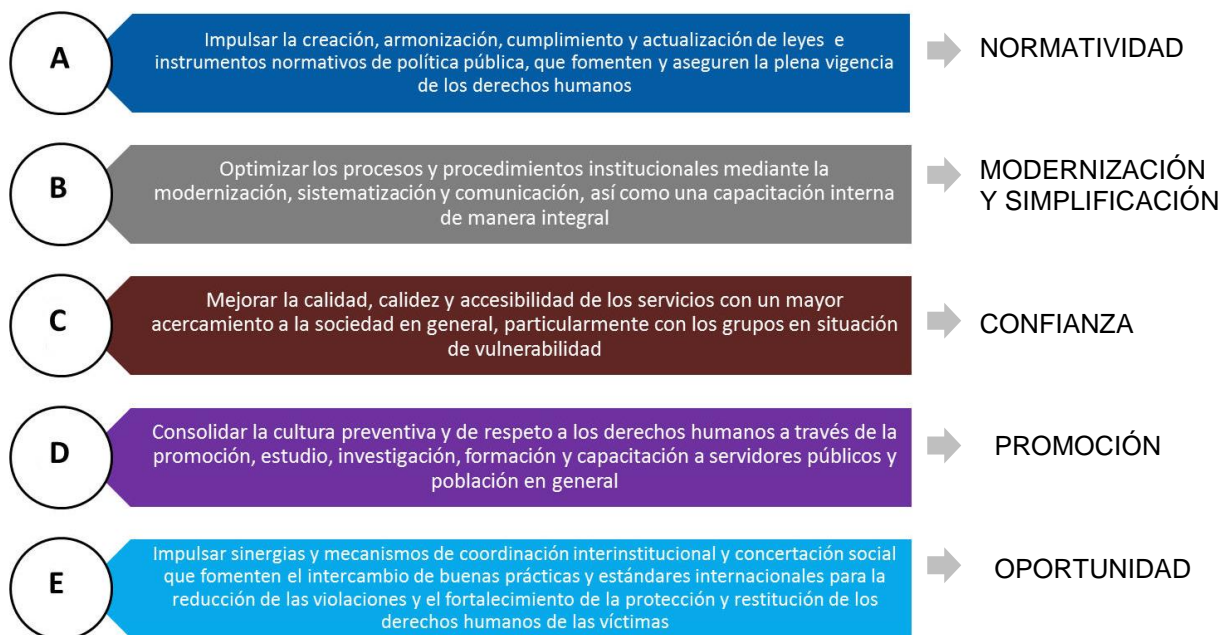 A
Impulsar la creación, armonización, cumplimiento y actualización de leyes e
instrumentos normativos de política pública, que fomenten y aseguren la plena vigencia
de los derechos humanos
NORMATIVIDAD
B
Optimizar los procesos y procedimientos institucionales mediante la
modernización, sistematización y comunicación, así como una capacitación interna
de manera integral
MODERNIZACIÓN
Y SIMPLIFICACIÓN
C
Mejorar la calidad, calidez y accesibilidad de los servicios con un mayor
acercamiento a la sociedad en general, particularmente con los grupos en situación
de vulnerabilidad
CONFIANZA
D
Consolidar la cultura preventiva y de respeto a los derechos humanos a través de la
promoción, estudio, investigación, formación y capacitación a servidores públicos y
población en general
PROMOCIÓN
E
Impulsar sinergias y mecanismos de coordinación interinstitucional y concertación social
que fomenten el intercambio de buenas prácticas y estándares internacionales para la
reducción de las violaciones y el fortalecimiento de la protección y restitución de los
derechos humanos de las víctimas
OPORTUNIDAD